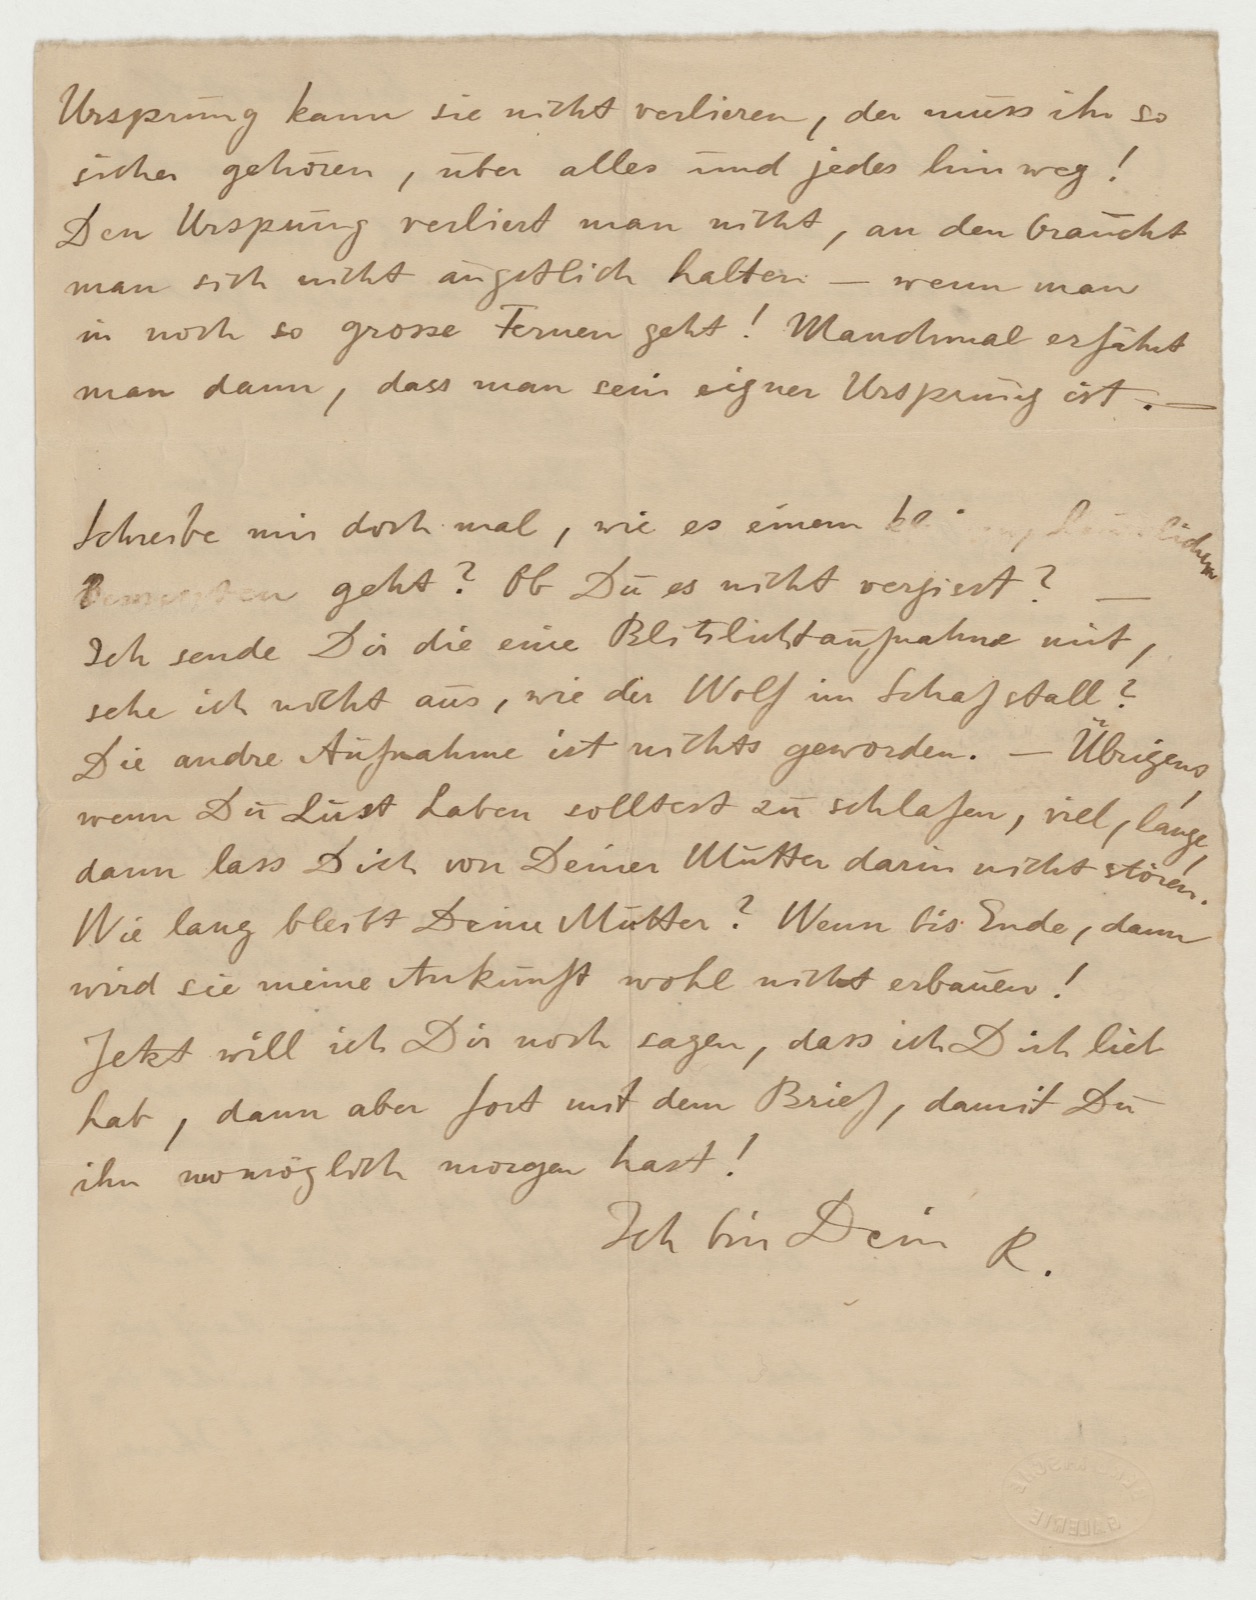 Ursprung kann sie nicht verlieren, der muss ihr so
sicher gehören, über alles und jedes hinweg!
Den Urspung verliert man nicht, an den braucht
man sich nicht ängstlich halten – wenn man
in noch so grosse Fernen geht! Manchmal erfährt
man dann, dass man sein eigner Ursprung ist. –
Schreibe mir doch mal, wie es einem
geht? Ob Du es nicht vergisst? –
Ich sende Dir die eine Blitzlichtaufnahme mit,
sehe ich nicht aus, wie der Wolf im Schafstall?
Die andre Aufnahme ist nichts geworden. – Übrigens,
wenn Du Lust haben solltest zu schlafen, viel, lange,
dann lass Dich von Deiner Mutter darin nicht stören.
Wie lang bleibt Deine Mutter? Wenn bis Ende, dann
wird sie meine Ankunft wohl nicht erbauen!
Jetzt will ich Dir noch sagen, dass ich Dich lieb
hab, dann aber fort mit dem Brief, damit Du
ihn womöglich morgen hast!
Ich bin Dein R.
GALERIE